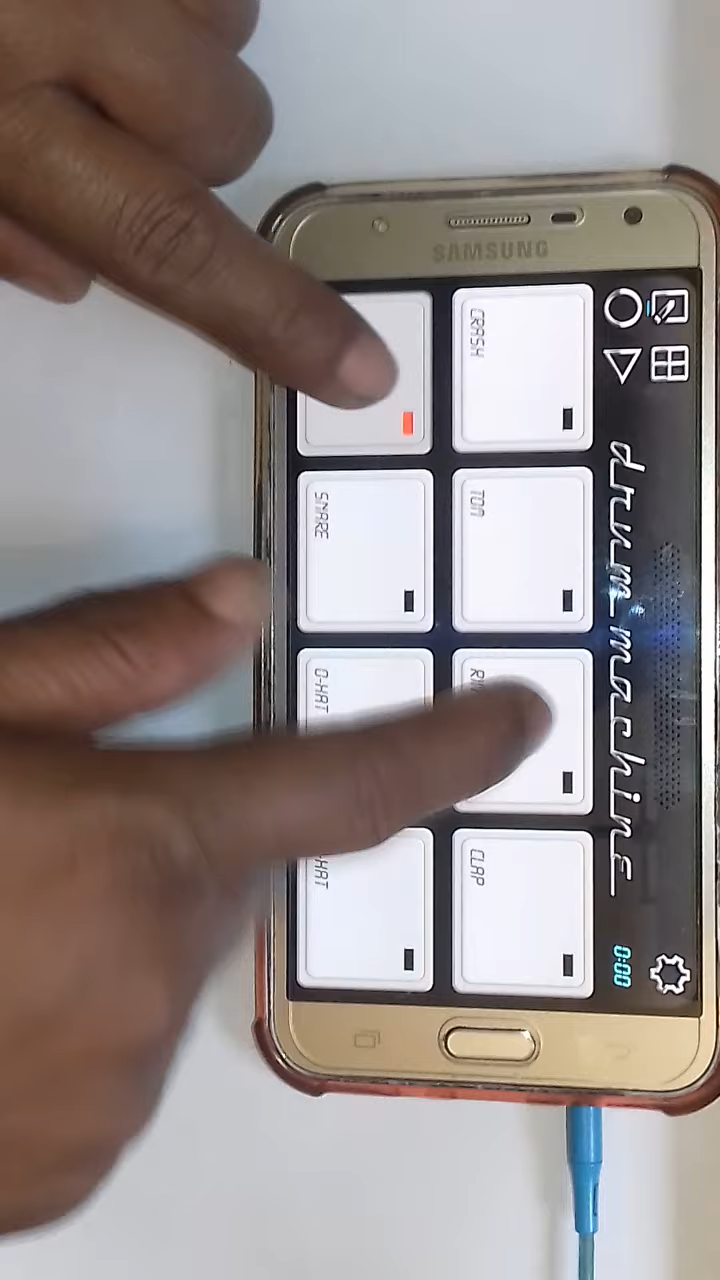 SAMSUNG
drum-machine
0:00
CRASH
TOM
CLAP
SNARE
O-HAT